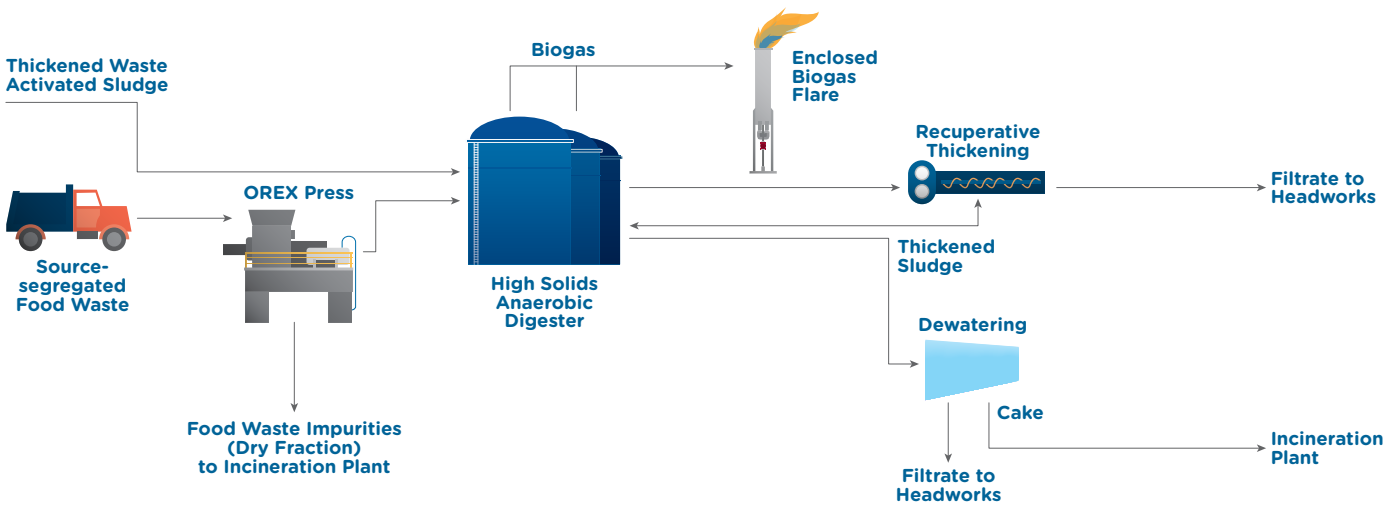 Thickened Waste
Activated Sludge
Biogas
Enclosed
Biogas
Flare
Recuperative
Thickening
Filtrate to
Headworks
OREX Press
Source-
segregated
Food Waste
High Solids
Anaerobic
Digester
Thickened
Sludge
Dewatering
Cake
Food Waste Impurities
(Dry Fraction)
to Incineration Plant
Incineration
Plant
Filtrate to
Headworks